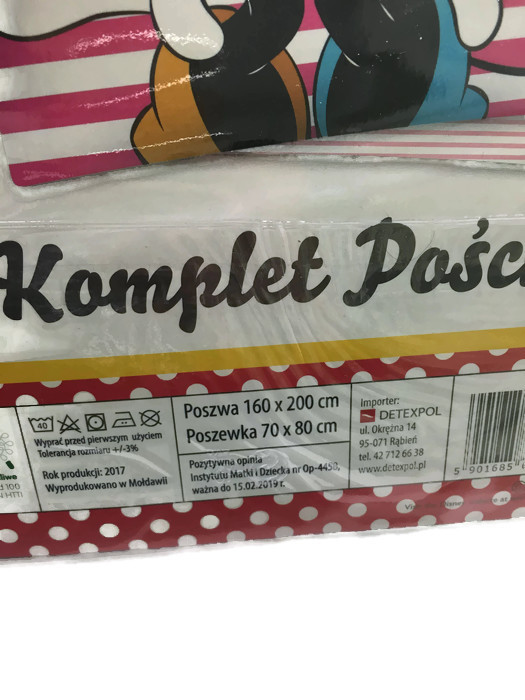 Komplet Pości
40
Wyprać przed pierwszym użyciem
Tolerancja rozmiaru +/-3%
Rok produkcji: 2017
Wyprodukowano w Mołdawii
Poszwa 160 x 200 cm
Poszewka 70 x 80 cm
Pozytywna opinia
Instytutu Matki i Dziecka nr Op-4450,
ważna do 15.02.2019 r.
Importer:
DETEXPOL
ul. Okrężna 14
95-071 Rąbień
tel. 42 712 66 38
www.detexpol.pl
5 901685
100